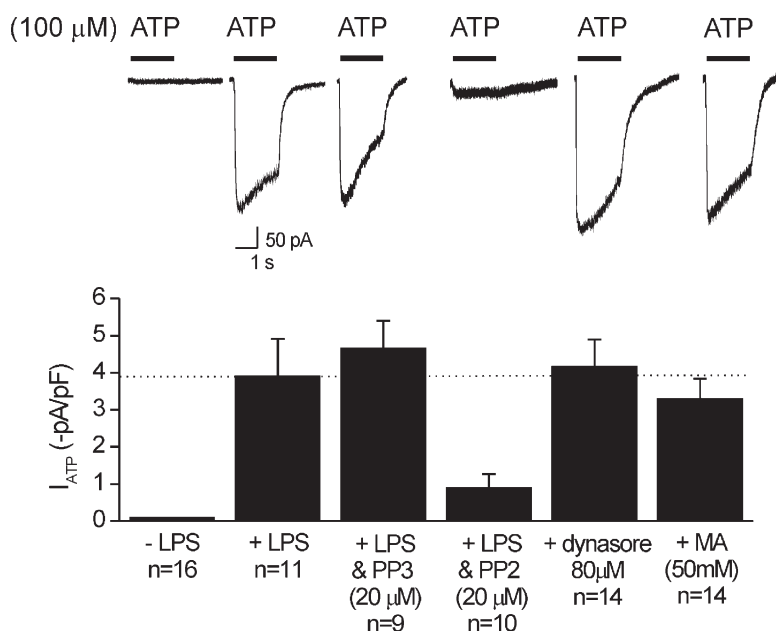 (100 µM) ATP ATP ATP ATP ATP ATP
50 pA
1 s
6
5
4
3
2
1
0
I_ATP (-pA/pF)
- LPS
n=16
+ LPS
n=11
+ LPS
& PP3
(20 µM)
n=9
+ LPS
& PP2
(20 µM)
n=10
+ dynasore
80µM
n=14
+ MA
(50mM)
n=14